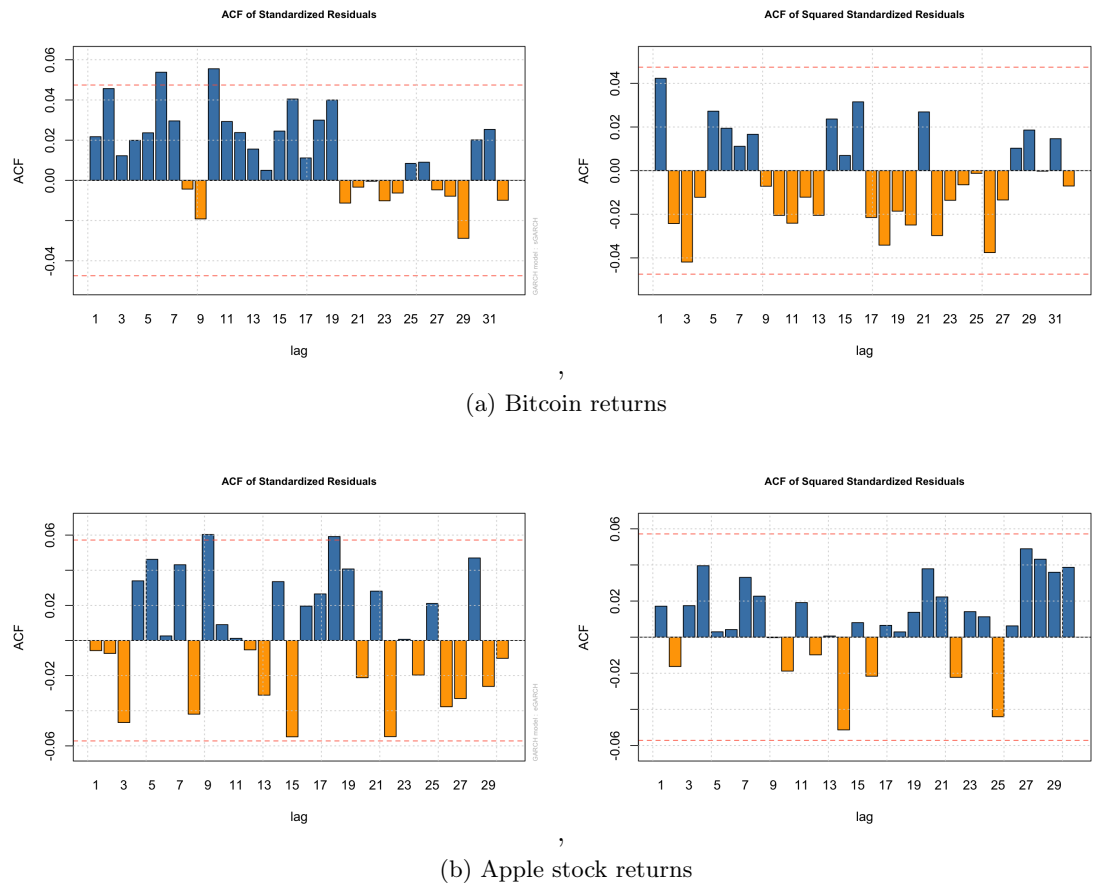 ACF of Standardized Residuals
ACF
0.06
0.04
0.02
0.00
-0.04
1 3 5 7 9 11 13 15 17 19 21 23 25 27 29 31
lag
GARCH model : sGARCH
ACF of Squared Standardized Residuals
ACF
0.04
0.02
0.00
-0.02
-0.04
1 3 5 7 9 11 13 15 17 19 21 23 25 27 29 31
lag
,
(a) Bitcoin returns
ACF of Standardized Residuals
ACF
0.06
0.02
-0.02
-0.06
1 3 5 7 9 11 13 15 17 19 21 23 25 27 29
lag
GARCH model : sGARCH
ACF of Squared Standardized Residuals
ACF
0.06
0.02
-0.02
-0.06
1 3 5 7 9 11 13 15 17 19 21 23 25 27 29
lag
,
(b) Apple stock returns